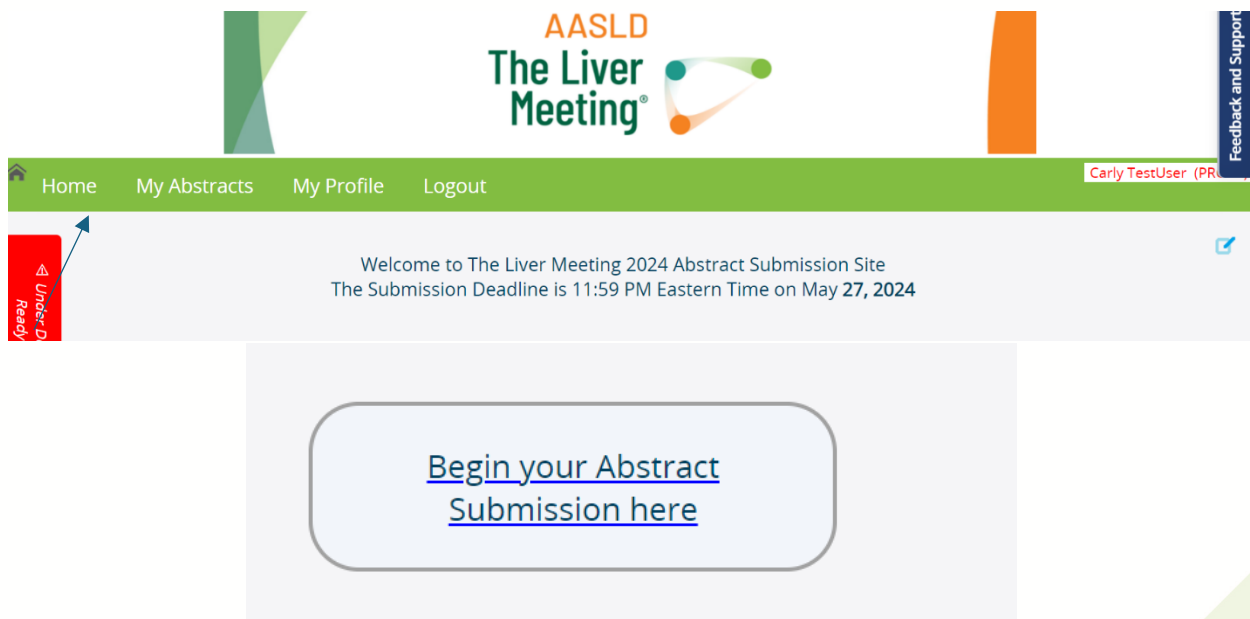 AASLD
The Liver
Meeting®
Feedback and Support
Home My Abstracts My Profile Logout
Carly TestUser
Welcome to The Liver Meeting 2024 Abstract Submission Site
The Submission Deadline is 11:59 PM Eastern Time on May 27, 2024
⚠ Under
Ready
Begin your Abstract
Submission here